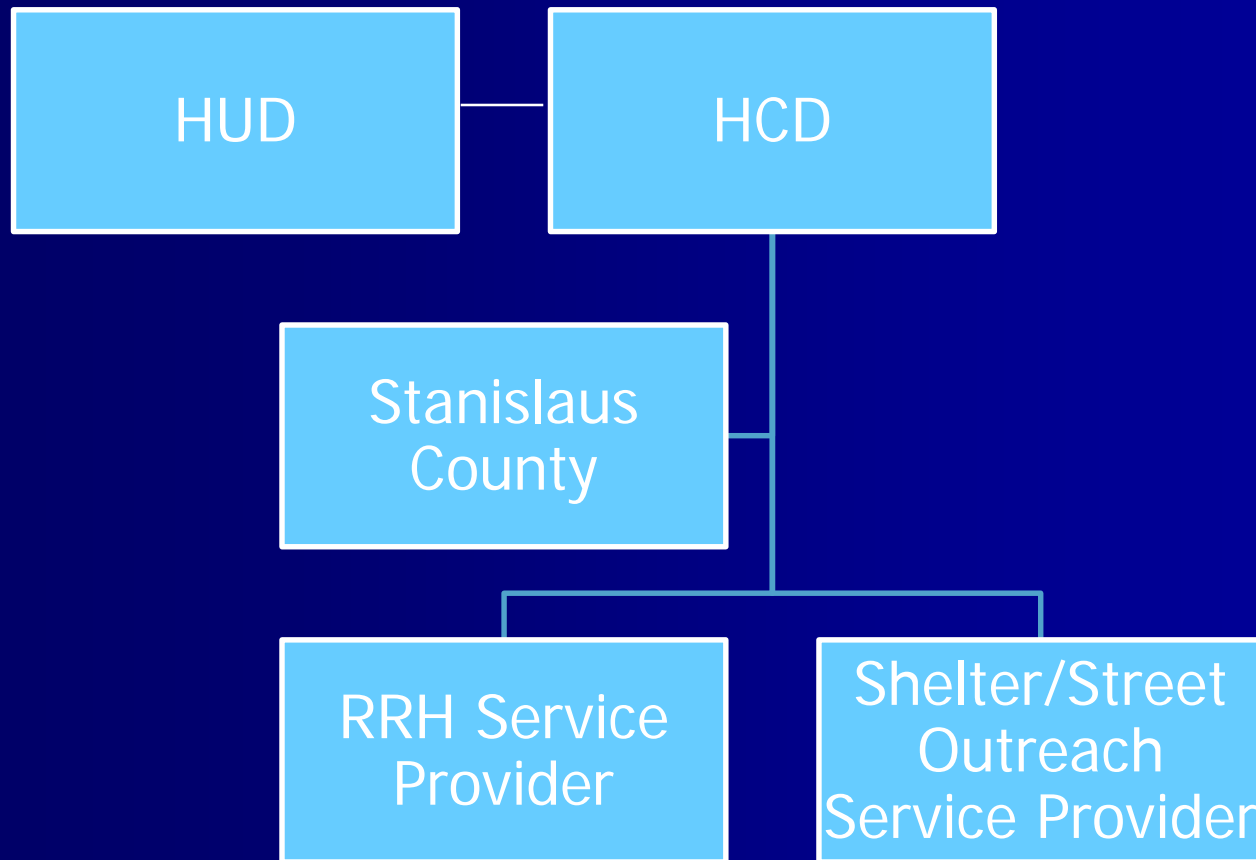 HUD
HCD
Stanislaus
County
RRH Service
Provider
Shelter/Street
Outreach
Service Provider